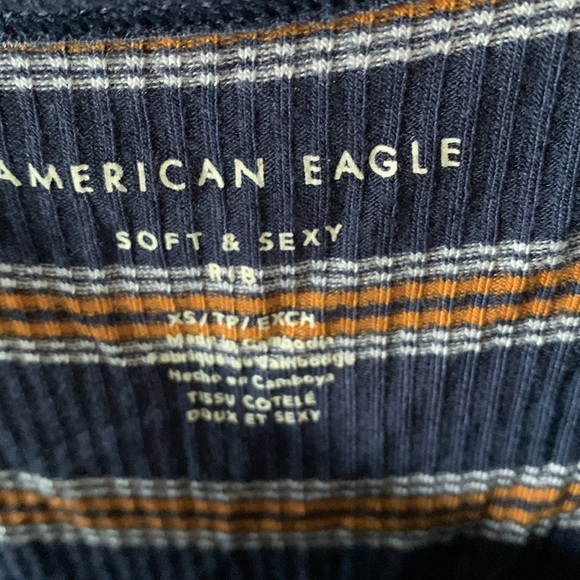 AMERICAN EAGLE
SOFT & SEXY
RIB
XS/TP/EXCH
Made in Cambodia
Fabriqué au Cambodge
Hecho en Camboya
TISSU COTELÉ
DOUX ET SEXY